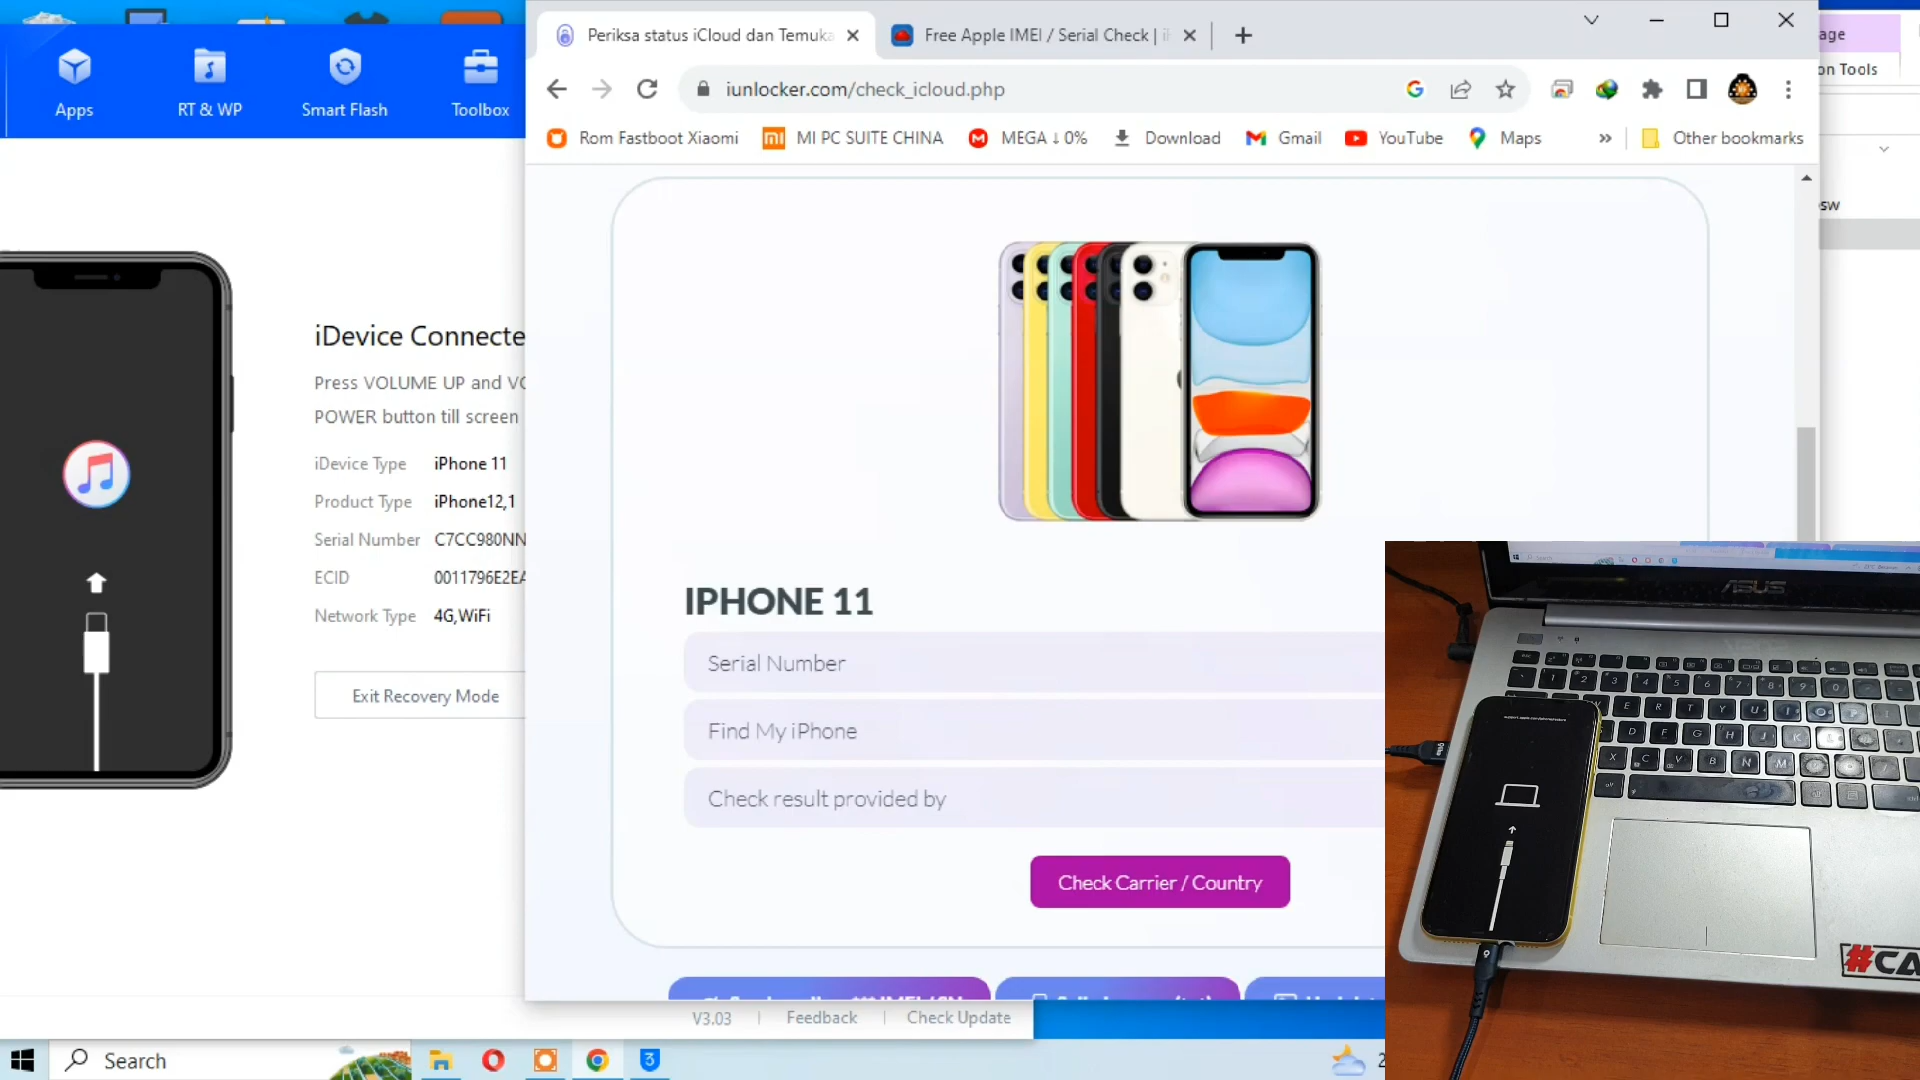 Apps
RT & WP
Smart Flash
Toolbox
iDevice Connecte
Press VOLUME UP and VO
POWER button till screen
iDevice Type iPhone 11
Product Type iPhone12,1
Serial Number C7CC980NN
ECID 0011796E2EA
Network Type 4G,WiFi
Exit Recovery Mode
V3.03 | Feedback | Check Update
Periksa status iCloud dan Temuka
Free Apple IMEI / Serial Check |
iunlocker.com/check_icloud.php
Rom Fastboot Xiaomi
MI PC SUITE CHINA
MEGA ↓ 0%
Download
Gmail
YouTube
Maps
»
Other bookmarks
IPHONE 11
Serial Number
Find My iPhone
Check result provided by
Check Carrier / Country
age
on Tools
sw
ASUS
#CA
Search